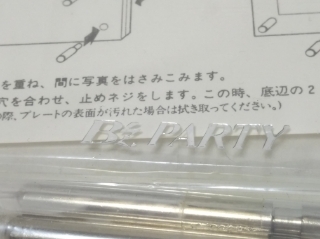 を重ね、間に写真をはさみこみます。
穴を合わせ、止めネジをします。この時、底辺の2
際、プレートの表面が汚れた場合は拭き取ってください。)
PARTY